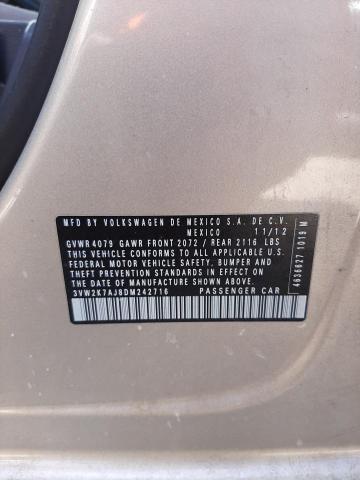 MFD BY VOLKSWAGEN DE MEXICO S.A. DE C.V.
MEXICO 11/12
GVWR 4079 GAWR FRONT 2072 / REAR 2116 LBS
THIS VEHICLE CONFORMS TO ALL APPLICABLE U.S.
FEDERAL MOTOR VEHICLE SAFETY, BUMPER AND
THEFT PREVENTION STANDARDS IN EFFECT ON
THE DATE OF MANUFACTURE SHOWN ABOVE.
3VW2K7AJ8DM242716 PASSENGER CAR
4636627 1019 M